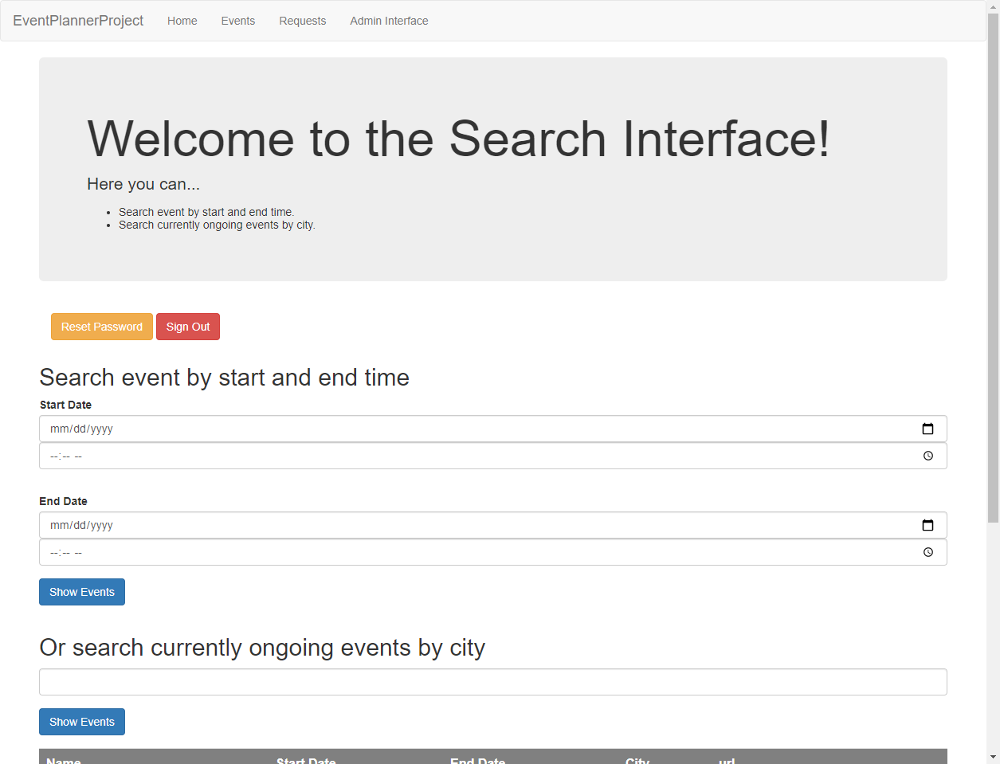 EventPlannerProject Home Events Requests Admin Interface
Welcome to the Search Interface!
Here you can...
Search event by start and end time.
Search currently ongoing events by city.
Reset Password Sign Out
Search event by start and end time
Start Date
mm/dd/yyyy
--:-- --
End Date
mm/dd/yyyy
--:-- --
Show Events
Or search currently ongoing events by city
Show Events
Name Start Date End Date City url